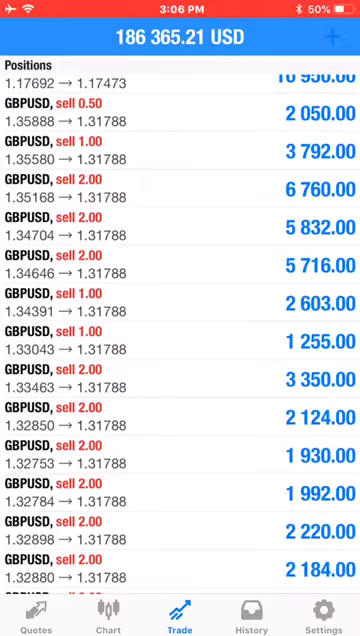 3:06 PM
50%
186 365.21 USD
Positions
1.17692 → 1.17473
10 950.00
GBPUSD, sell 0.50
1.35888 → 1.31788
2 050.00
GBPUSD, sell 1.00
1.35580 → 1.31788
3 792.00
GBPUSD, sell 2.00
1.35168 → 1.31788
6 760.00
GBPUSD, sell 2.00
1.34704 → 1.31788
5 832.00
GBPUSD, sell 2.00
1.34646 → 1.31788
5 716.00
GBPUSD, sell 1.00
1.34391 → 1.31788
2 603.00
GBPUSD, sell 1.00
1.33043 → 1.31788
1 255.00
GBPUSD, sell 2.00
1.33463 → 1.31788
3 350.00
GBPUSD, sell 2.00
1.32850 → 1.31788
2 124.00
GBPUSD, sell 2.00
1.32753 → 1.31788
1 930.00
GBPUSD, sell 2.00
1.32784 → 1.31788
1 992.00
GBPUSD, sell 2.00
1.32898 → 1.31788
2 220.00
GBPUSD, sell 2.00
1.32880 → 1.31788
2 184.00
Quotes
Chart
Trade
History
Settings